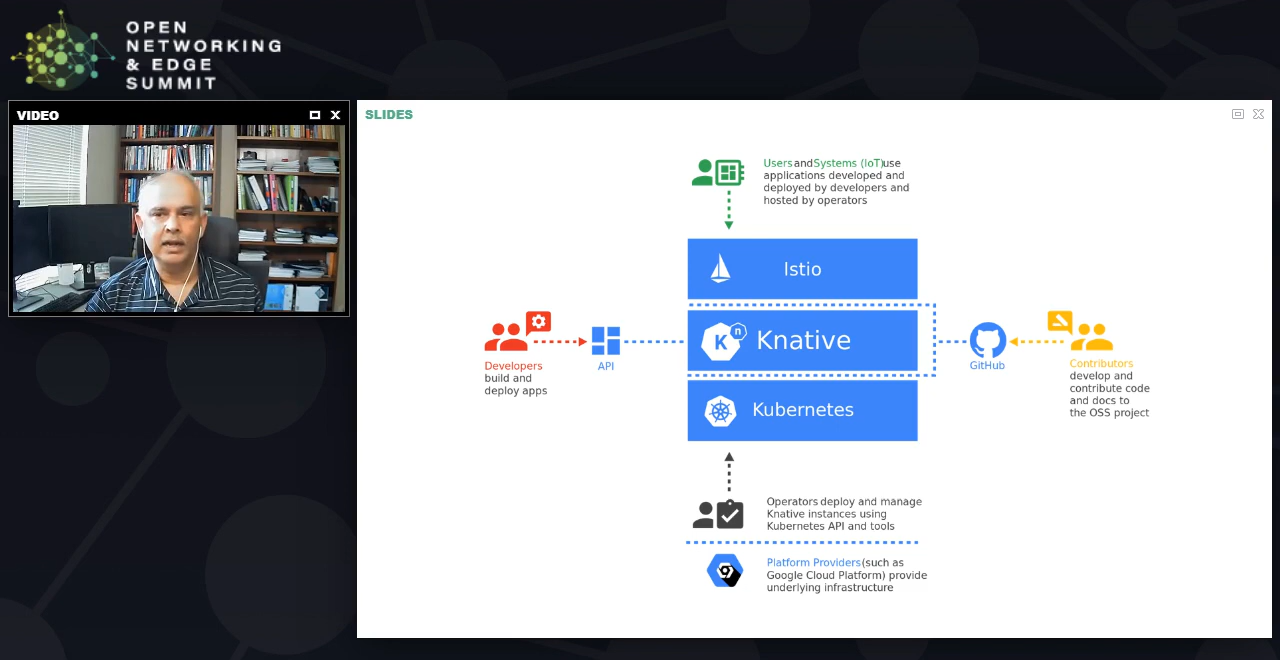 OPEN
NETWORKING
& EDGE
SUMMIT
VIDEO
SLIDES
Users and Systems (IoT)use
applications developed and
deployed by developers and
hosted by operators
Istio
K n Knative
Kubernetes
Developers
build and
deploy apps
API
GitHub
Contributors
develop and
contribute code
and docs to
the OSS project
Operators deploy and manage
Knative instances using
Kubernetes API and tools
Platform Providers(such as
Google Cloud Platform) provide
underlying infrastructure